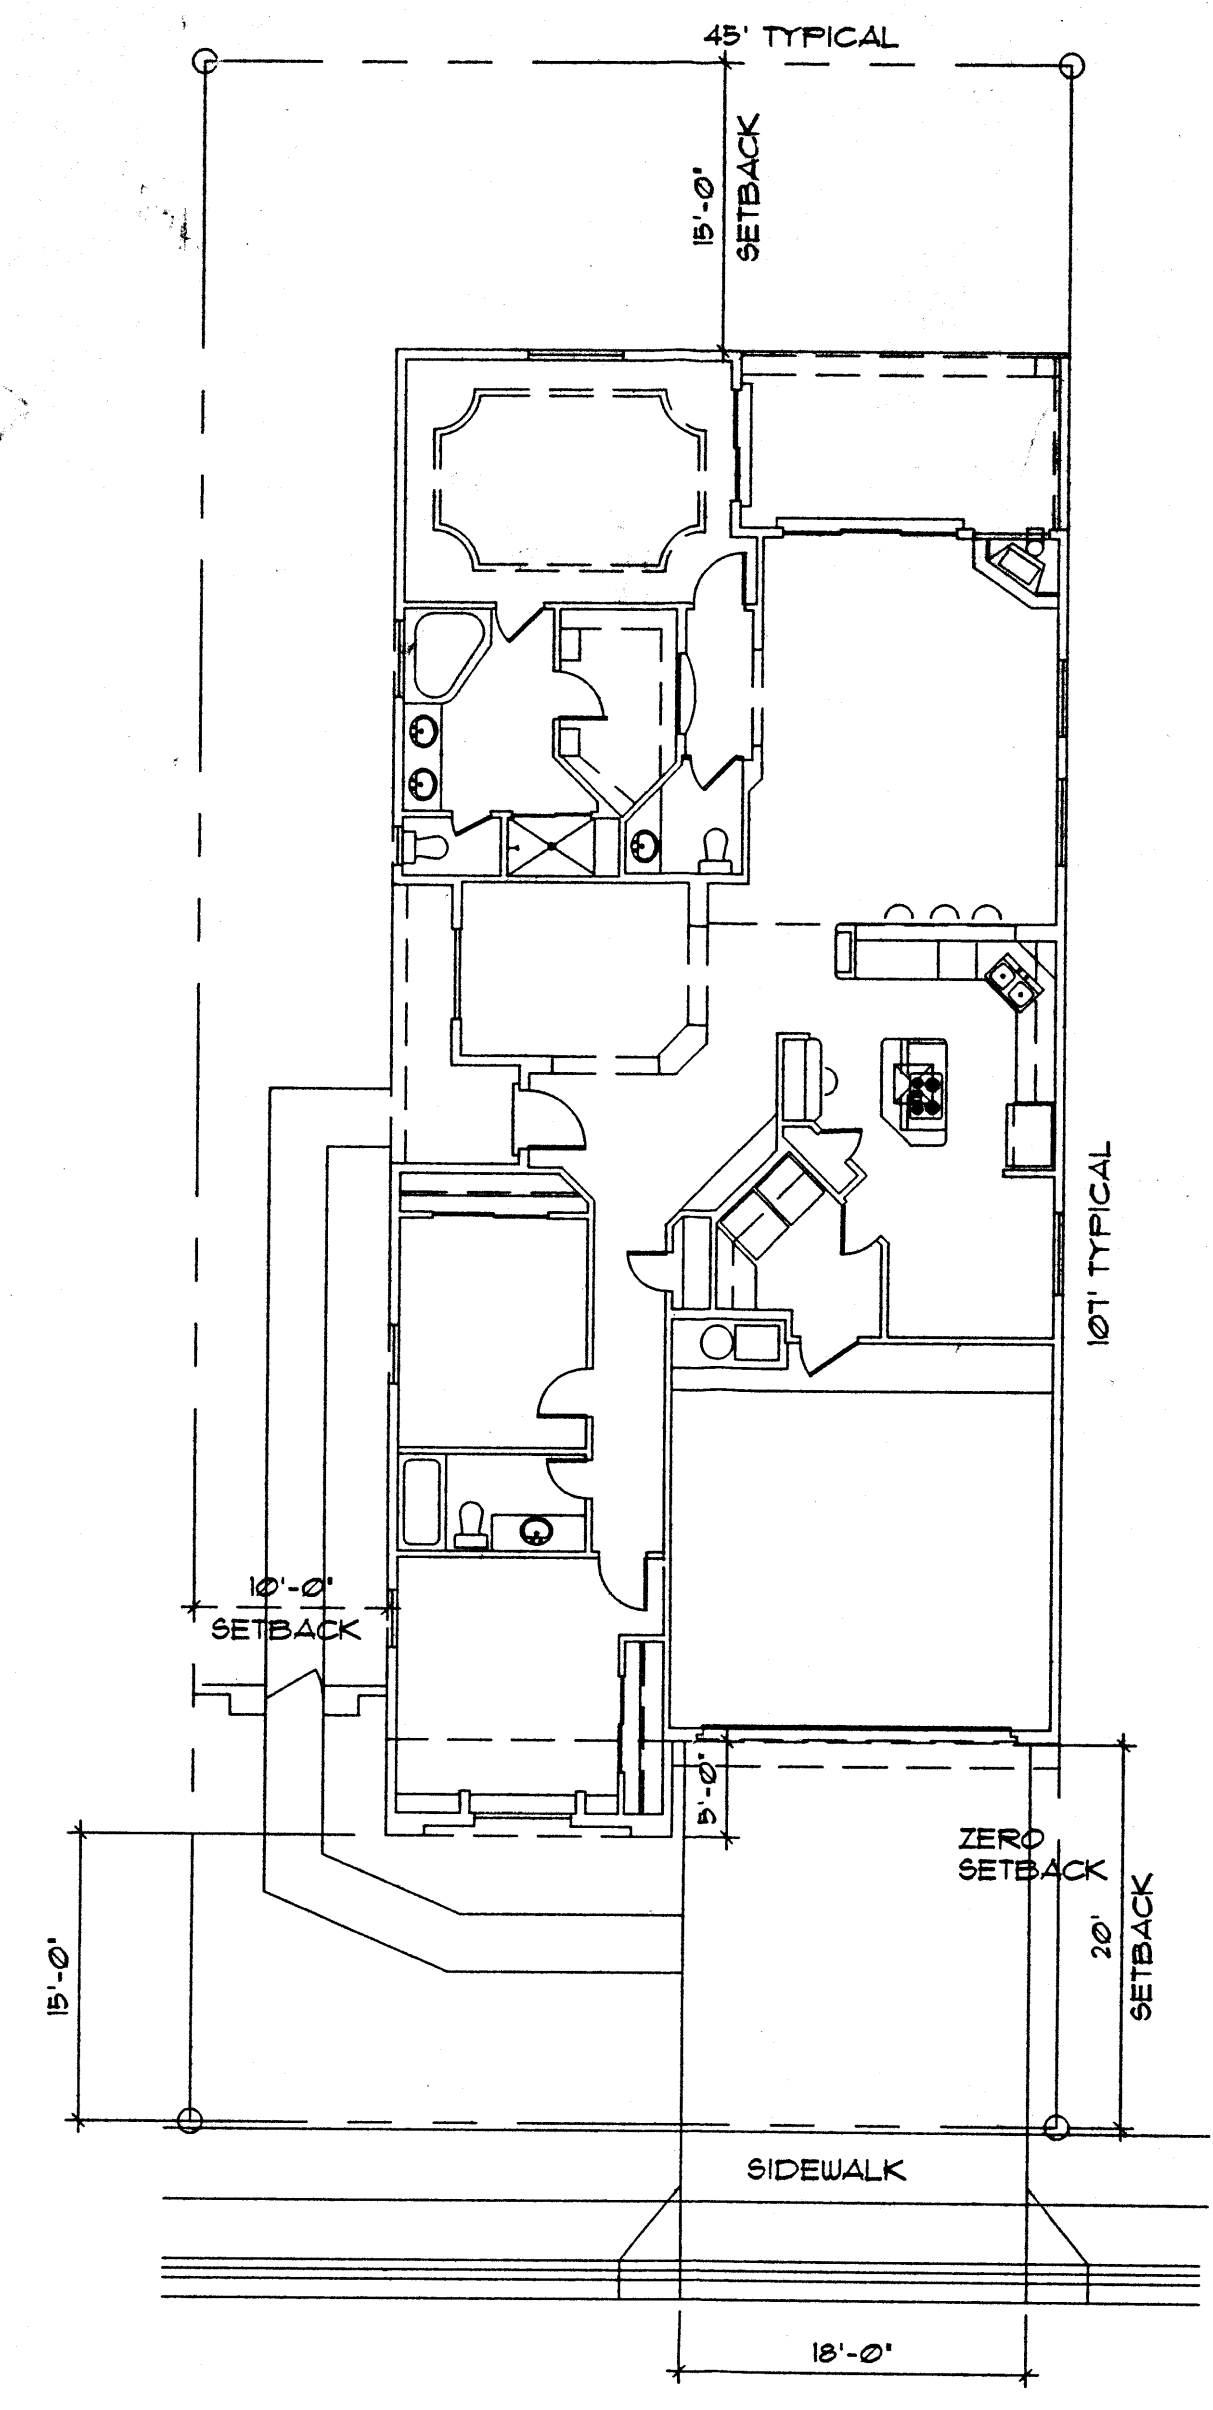 45' TYPICAL
15'-0"
SETBACK
107' TYPICAL
10'-0"
SETBACK
5'-0"
ZERO
SETBACK
20'
SETBACK
15'-0"
SIDEWALK
18'-0"